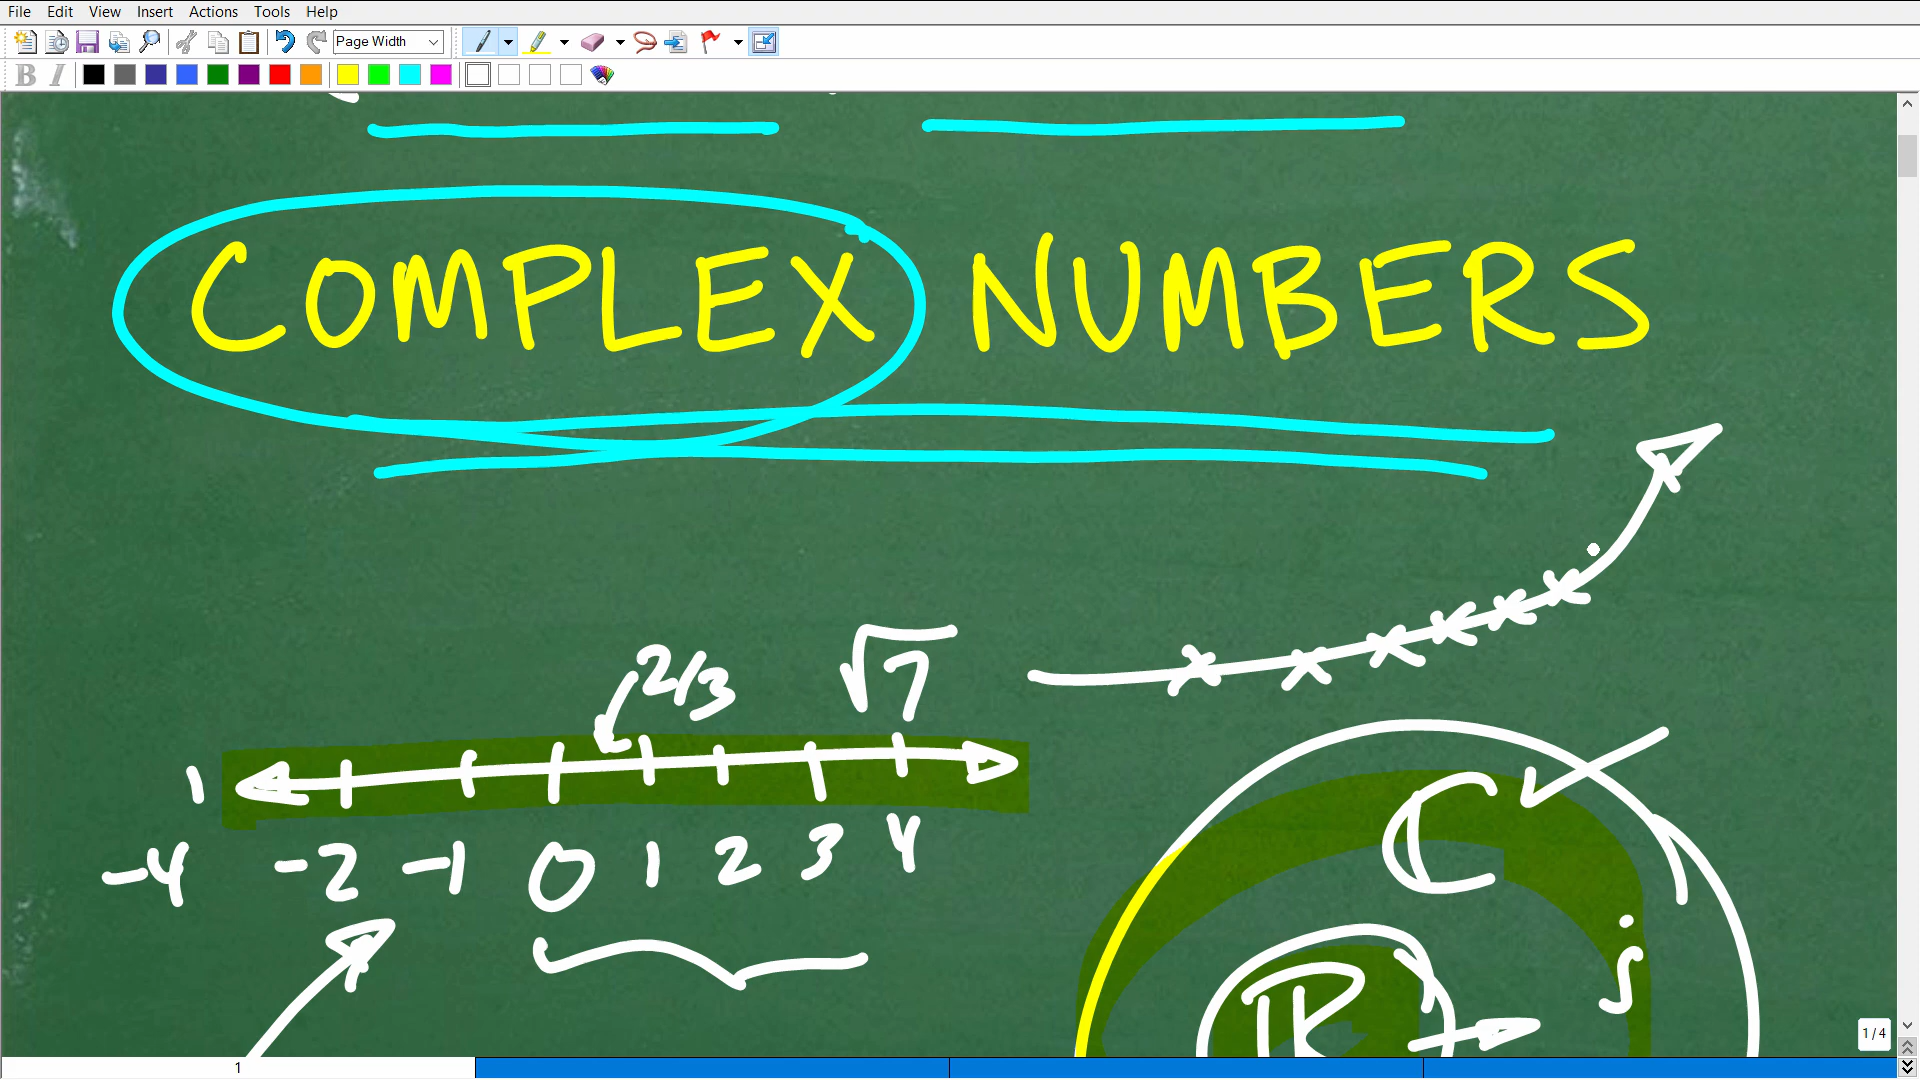 File Edit View Insert Actions Tools Help
Page Width
B I
COMPLEX NUMBERS
2/3 √7
-4 -2 -1 0 1 2 3 4
ℂ
i
ℝ
1 / 4
1